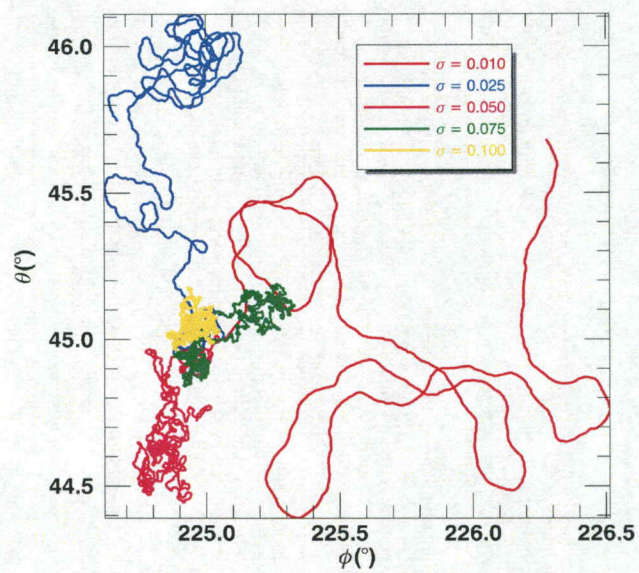 46.0
45.5
45.0
44.5
θ(°)
225.0 225.5 226.0 226.5
ϕ(°)
σ = 0.010
σ = 0.025
σ = 0.050
σ = 0.075
σ = 0.100